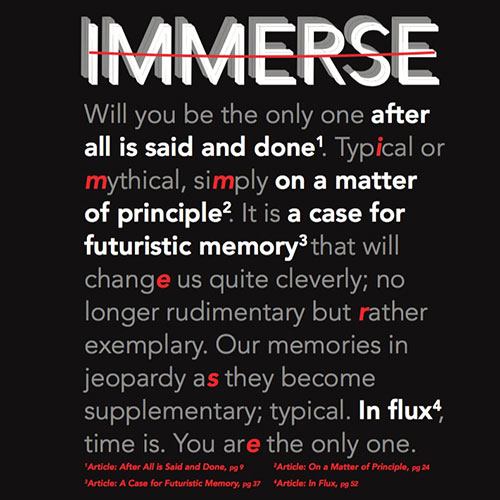 IMMERSE
Will you be the only one after
all is said and done¹. Typical or
mythical, simply on a matter
of principle². It is a case for
futuristic memory³ that will
change us quite cleverly; no
longer rudimentary but rather
exemplary. Our memories in
jeopardy as they become
supplementary; typical. In flux⁴,
time is. You are the only one.
¹Article: After All is Said and Done, pg 9 ²Article: On a Matter of Principle, pg 24
³Article: A Case for Futuristic Memory, pg 37 ⁴Article: In Flux, pg 52